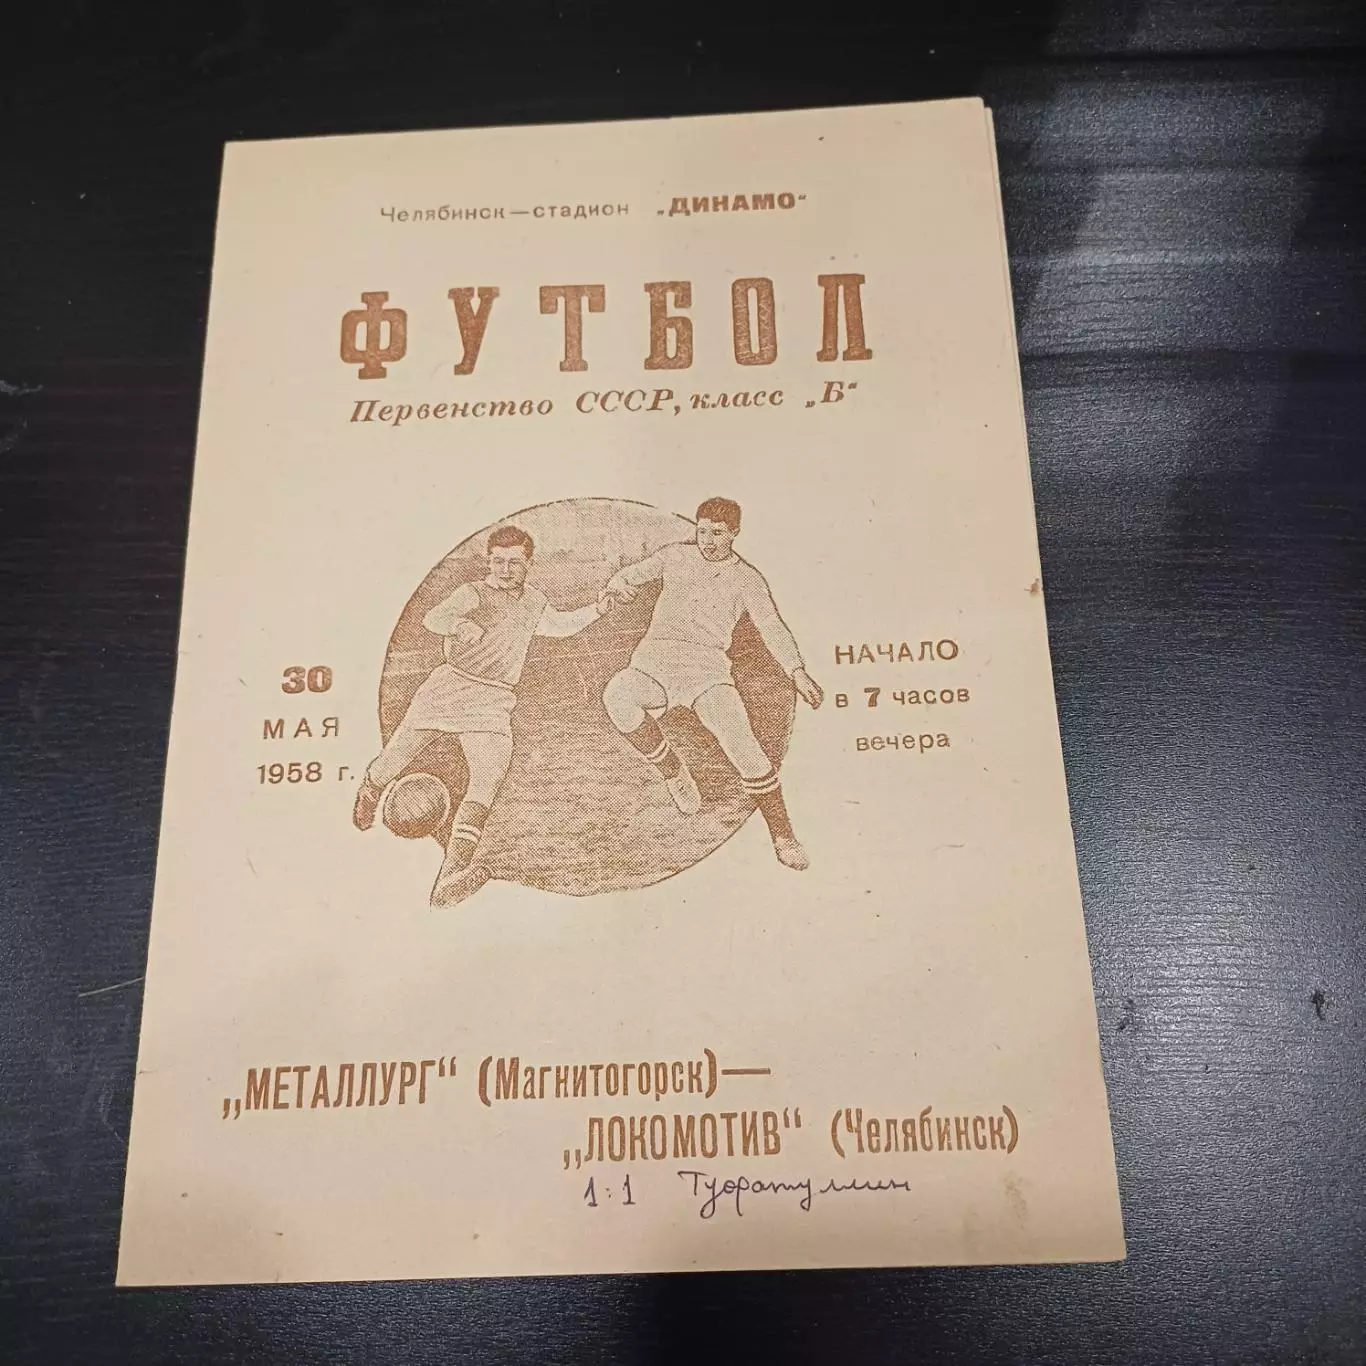 Челябинск—стадион „ДИНАМО“
ФУТБОЛ
Первенство СССР, класс „Б“
30
МАЯ
1958 г.
НАЧАЛО
в 7 часов
вечера
„МЕТАЛЛУРГ“ (Магнитогорск)—
„ЛОКОМОТИВ“ (Челябинск)
1:1